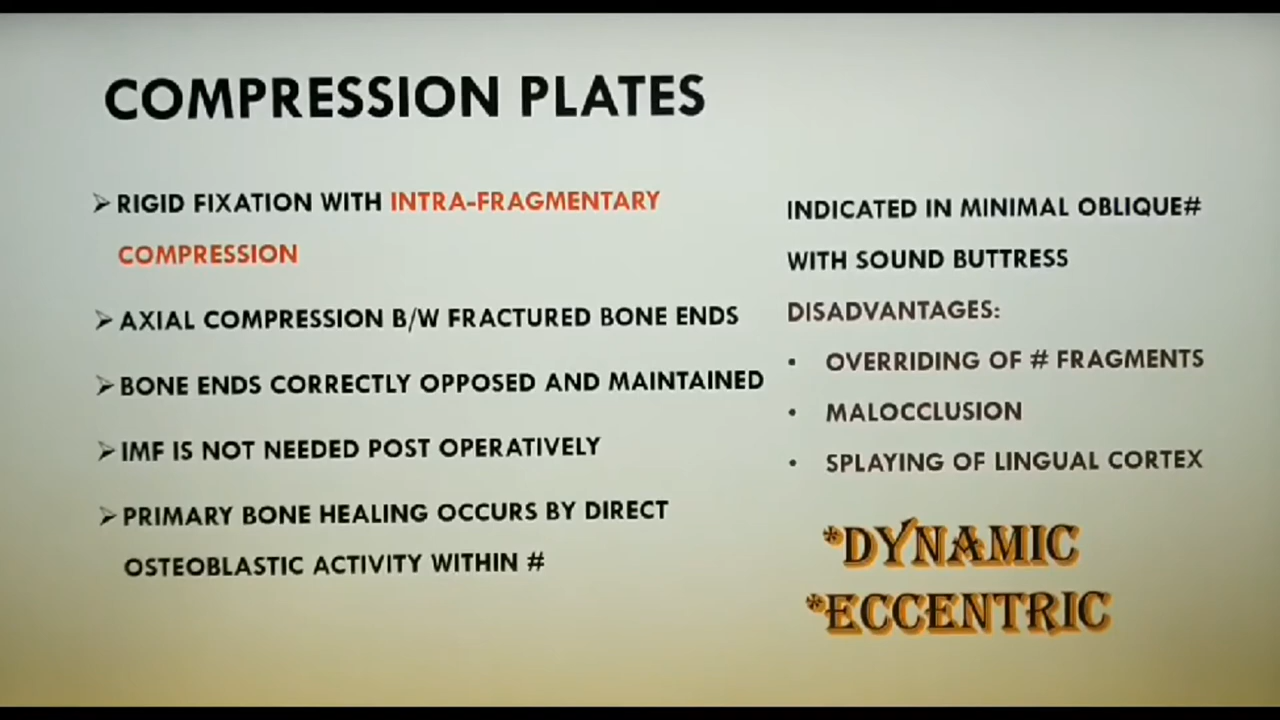 COMPRESSION PLATES
➢ RIGID FIXATION WITH INTRA-FRAGMENTARY
COMPRESSION
➢ AXIAL COMPRESSION B/W FRACTURED BONE ENDS
➢ BONE ENDS CORRECTLY OPPOSED AND MAINTAINED
➢ IMF IS NOT NEEDED POST OPERATIVELY
➢ PRIMARY BONE HEALING OCCURS BY DIRECT
OSTEOBLASTIC ACTIVITY WITHIN #
INDICATED IN MINIMAL OBLIQUE#
WITH SOUND BUTTRESS
DISADVANTAGES:
• OVERRIDING OF # FRAGMENTS
• MALOCCLUSION
• SPLAYING OF LINGUAL CORTEX
*DYNAMIC
*ECCENTRIC